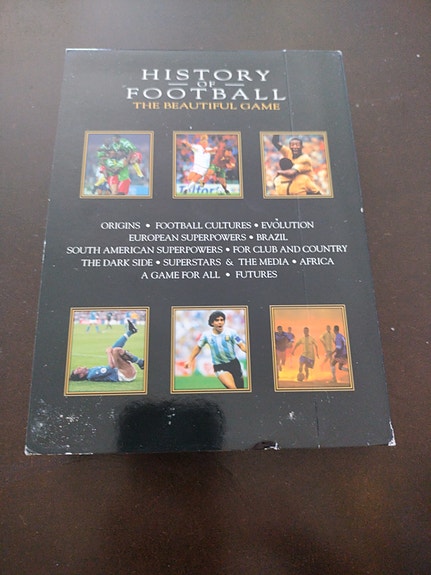 HISTORY
OF
FOOTBALL
THE BEAUTIFUL GAME
ORIGINS • FOOTBALL CULTURES • EVOLUTION
EUROPEAN SUPERPOWERS • BRAZIL
SOUTH AMERICAN SUPERPOWERS • FOR CLUB AND COUNTRY
THE DARK SIDE • SUPERSTARS & THE MEDIA • AFRICA
A GAME FOR ALL • FUTURES